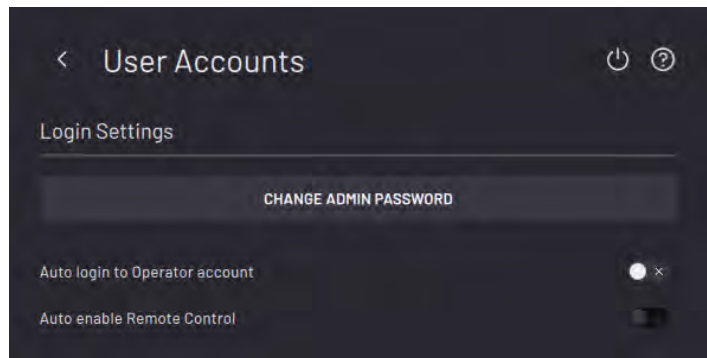 User Accounts
Login Settings
CHANGE ADMIN PASSWORD
Auto login to Operator account
Auto enable Remote Control